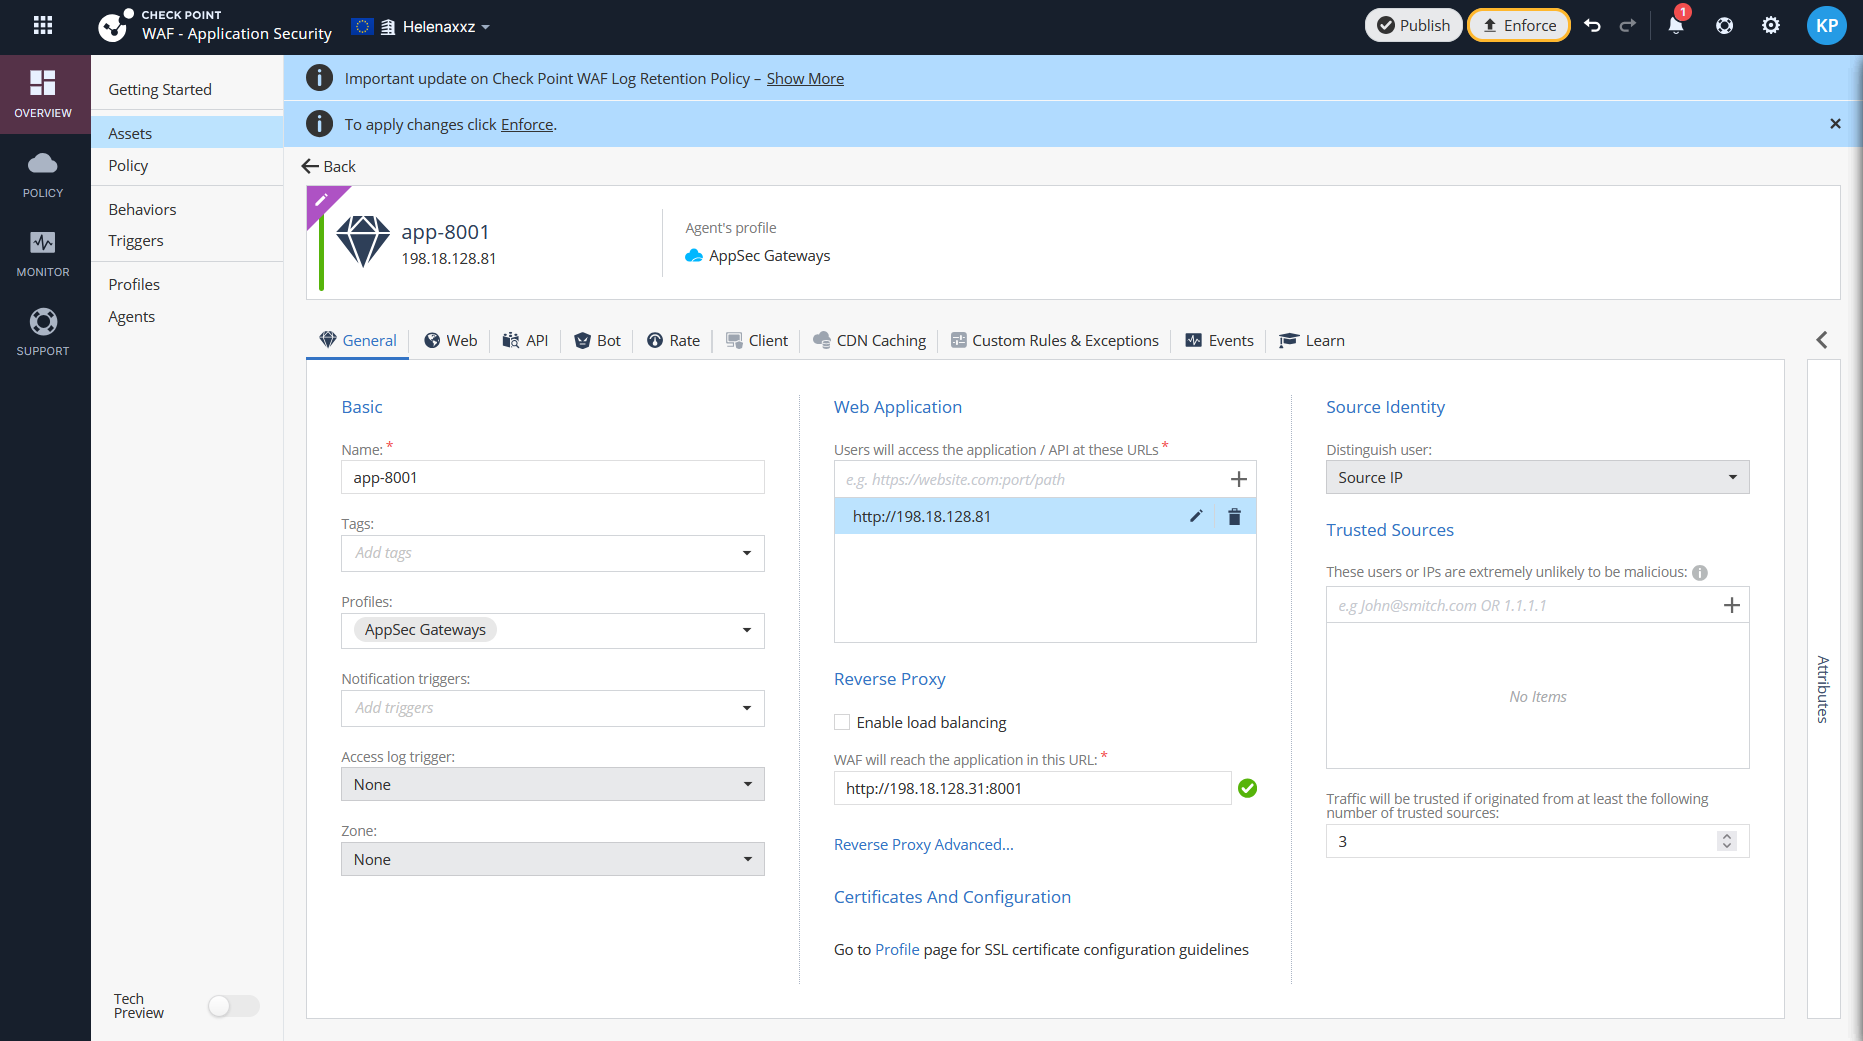 CHECK POINT
WAF - Application Security
Helenaxxz
Publish
Enforce
1
KP
OVERVIEW
POLICY
MONITOR
SUPPORT
Getting Started
Assets
Policy
Behaviors
Triggers
Profiles
Agents
Tech
Preview
Important update on Check Point WAF Log Retention Policy – Show More
To apply changes click Enforce.
Back
app-8001
198.18.128.81
Agent's profile
AppSec Gateways
General
Web
API
Bot
Rate
Client
CDN Caching
Custom Rules & Exceptions
Events
Learn
Basic
Name: *
app-8001
Tags:
Add tags
Profiles:
AppSec Gateways
Notification triggers:
Add triggers
Access log trigger:
None
Zone:
None
Web Application
Users will access the application / API at these URLs *
e.g. https://website.com:port/path
http://198.18.128.81
Reverse Proxy
Enable load balancing
WAF will reach the application in this URL: *
http://198.18.128.31:8001
Reverse Proxy Advanced...
Certificates And Configuration
Go to Profile page for SSL certificate configuration guidelines
Source Identity
Distinguish user:
Source IP
Trusted Sources
These users or IPs are extremely unlikely to be malicious:
e.g John@smitch.com OR 1.1.1.1
No Items
Traffic will be trusted if originated from at least the following
number of trusted sources:
3
Attributes